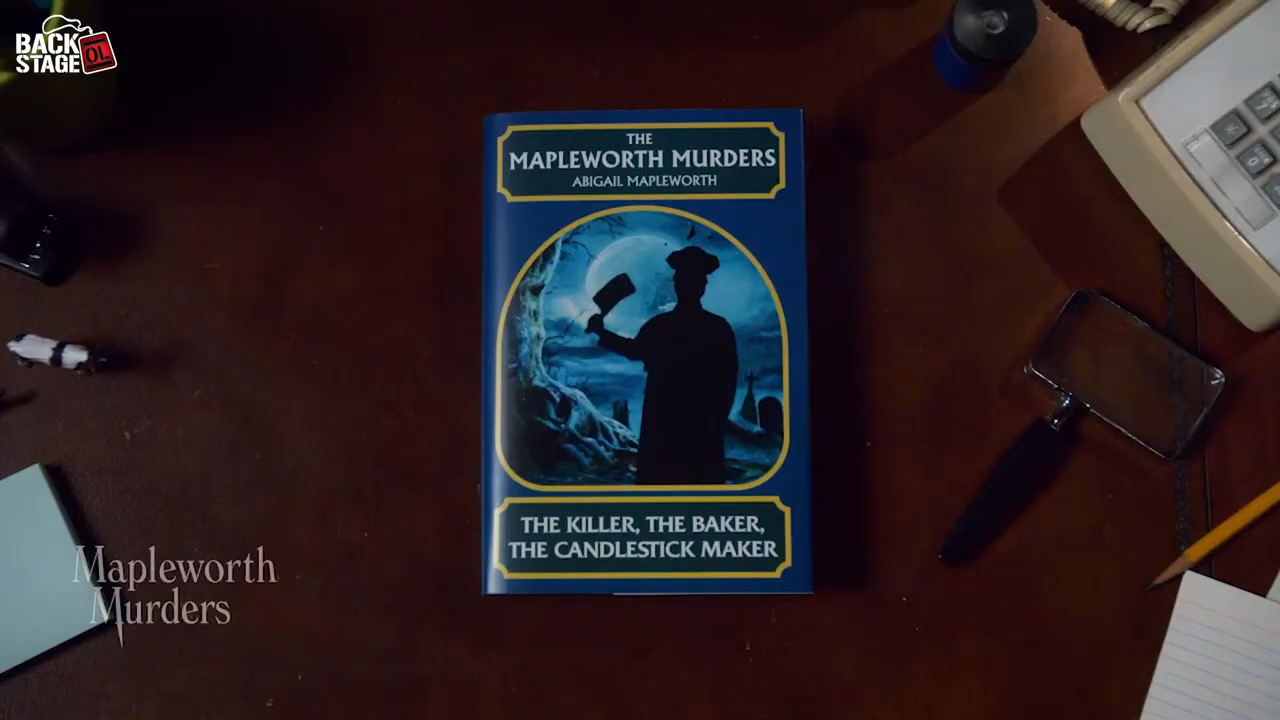 BACK
STAGE OL
THE
MAPLEWORTH MURDERS
ABIGAIL MAPLEWORTH
THE KILLER, THE BAKER,
THE CANDLESTICK MAKER
Mapleworth
Murders